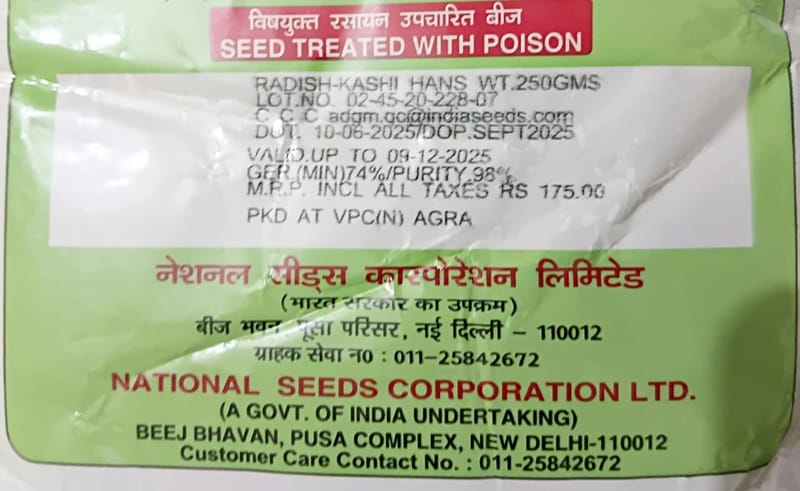 विषयुक्त रसायन उपचारित बीज
SEED TREATED WITH POISON
RADISH-KASHI HANS WT.250GMS
LOT.NO. 02-45-20-228-07
C C C adgm.qc@indiaseeds.com
DOT. 10-06-2025/DOP.SEPT2025
VALID.UP TO 09-12-2025
GER.(MIN)74%/PURITY.98%
M.R.P. INCL ALL TAXES RS 175.00
PKD AT VPC(N) AGRA
नेशनल सीड्स कारपोरेशन लिमिटेड
(भारत सरकार का उपक्रम)
बीज भवन, पूसा परिसर, नई दिल्ली – 110012
ग्राहक सेवा न0 : 011–25842672
NATIONAL SEEDS CORPORATION LTD.
(A GOVT. OF INDIA UNDERTAKING)
BEEJ BHAVAN, PUSA COMPLEX, NEW DELHI-110012
Customer Care Contact No. : 011-25842672